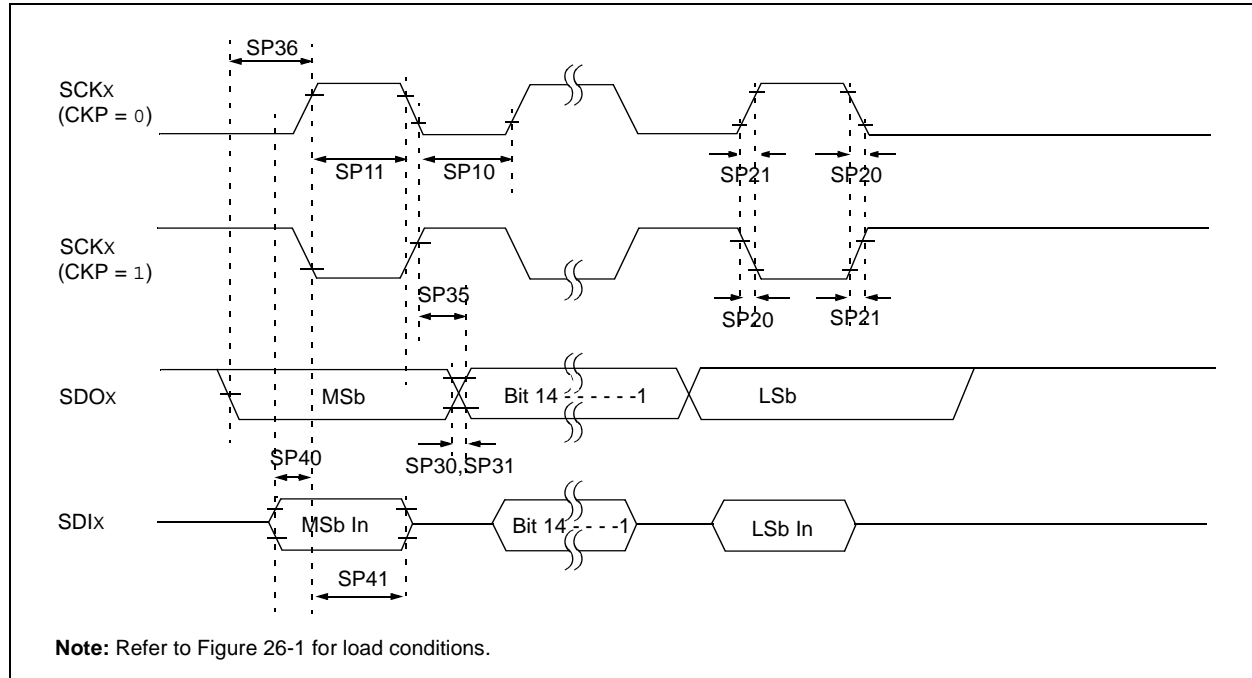 SP36
SCKx
(CKP = 0)
SP11
SP10
SP21
SP20
SCKx
(CKP = 1)
SP35
SP20
SP21
SDOx
MSb
Bit 14 - - - - - -1
LSb
SP40
SP30,SP31
SDIx
MSb In
Bit 14 - - - -1
LSb In
SP41
Note: Refer to Figure 26-1 for load conditions.